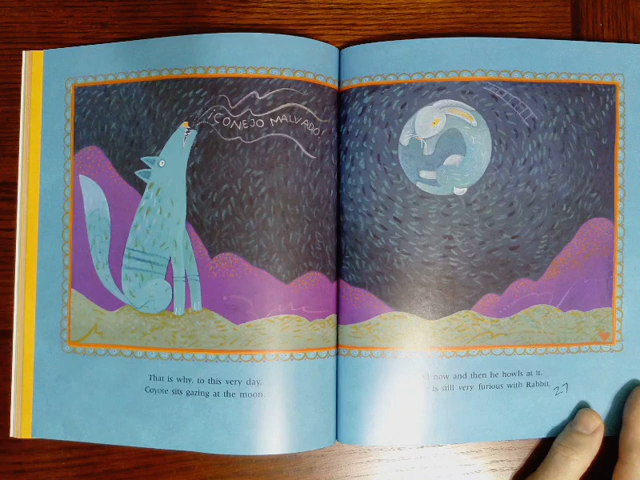 ¡CONEJO MALVADO!
That is why, to this very day,
Coyote sits gazing at the moon.
now and then he howls at it.
is still very furious with Rabbit.
27